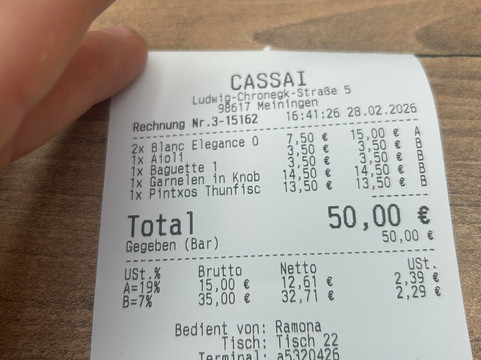 CASSAI
Ludwig-Chronegk-Straße 5
98617 Meiningen
Rechnung Nr.3-15162 16:41:26 28.02.2026
2x Blanc Elegance 0 7,50 € 15,00 € A
1x Aioli 3,50 € 3,50 € B
1x Baguette 1 3,50 € 3,50 € B
1x Garnelen in Knob 14,50 € 14,50 € B
1x Pintxos Thunfisc 13,50 € 13,50 € B
Total 50,00 €
Gegeben (Bar) 50,00 €
USt.% Brutto Netto USt.
A=19% 15,00 € 12,61 € 2,39 €
B=7% 35,00 € 32,71 € 2,29 €
Bedient von: Ramona
Tisch: Tisch 22
Terminal: a5320426